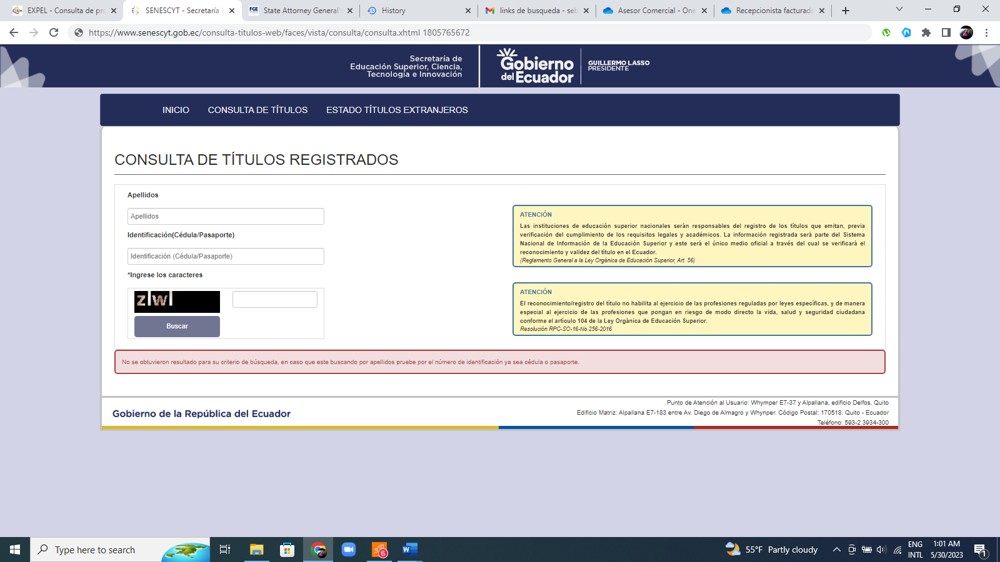 EXPEL - Consulta de pro
SENESCYT - Secretaría
FGE
State Attorney General'
History
links de busqueda - seb
Asesor Comercial - One
Recepcionista facturado
https://www.senescyt.gob.ec/consulta-titulos-web/faces/vista/consulta/consulta.xhtml 1805765672
Secretaría de
Educación Superior, Ciencia,
Tecnología e Innovación
Gobierno
del Ecuador
GUILLERMO LASSO
PRESIDENTE
INICIO
CONSULTA DE TÍTULOS
ESTADO TÍTULOS EXTRANJEROS
CONSULTA DE TÍTULOS REGISTRADOS
Apellidos
Apellidos
Identificación(Cédula/Pasaporte)
Identificación (Cédula/Pasaporte)
*Ingrese los caracteres
Buscar
ATENCIÓN
Las instituciones de educación superior nacionales serán responsables del registro de los títulos que emitan, previa
verificación del cumplimiento de los requisitos legales y académicos. La información registrada será parte del Sistema
Nacional de Información de la Educación Superior y este será el único medio oficial a través del cual se verificará el
reconocimiento y validez del título en el Ecuador.
(Reglamento General a la Ley Orgánica de Educación Superior, Art. 56)
ATENCIÓN
El reconocimiento/registro del título no habilita al ejercicio de las profesiones reguladas por leyes específicas, y de manera
especial al ejercicio de las profesiones que pongan en riesgo de modo directo la vida, salud y seguridad ciudadana
conforme el artículo 104 de la Ley Orgánica de Educación Superior.
Resolución RPC-SO-16-No.256-2016
No se obtuvieron resultado para su criterio de búsqueda, en caso que este buscando por apellidos pruebe por el número de identificación ya sea cédula o pasaporte.
Gobierno de la República del Ecuador
Punto de Atención al Usuario: Whymper E7-37 y Alpallana, edificio Delfos, Quito
Edificio Matriz: Alpallana E7-183 entre Av. Diego de Almagro y Whynper. Código Postal: 170518. Quito - Ecuador
Teléfono: 593-2 3934-300
Type here to search
6
55°F Partly cloudy
ENG
INTL
1:01 AM
5/30/2023
1